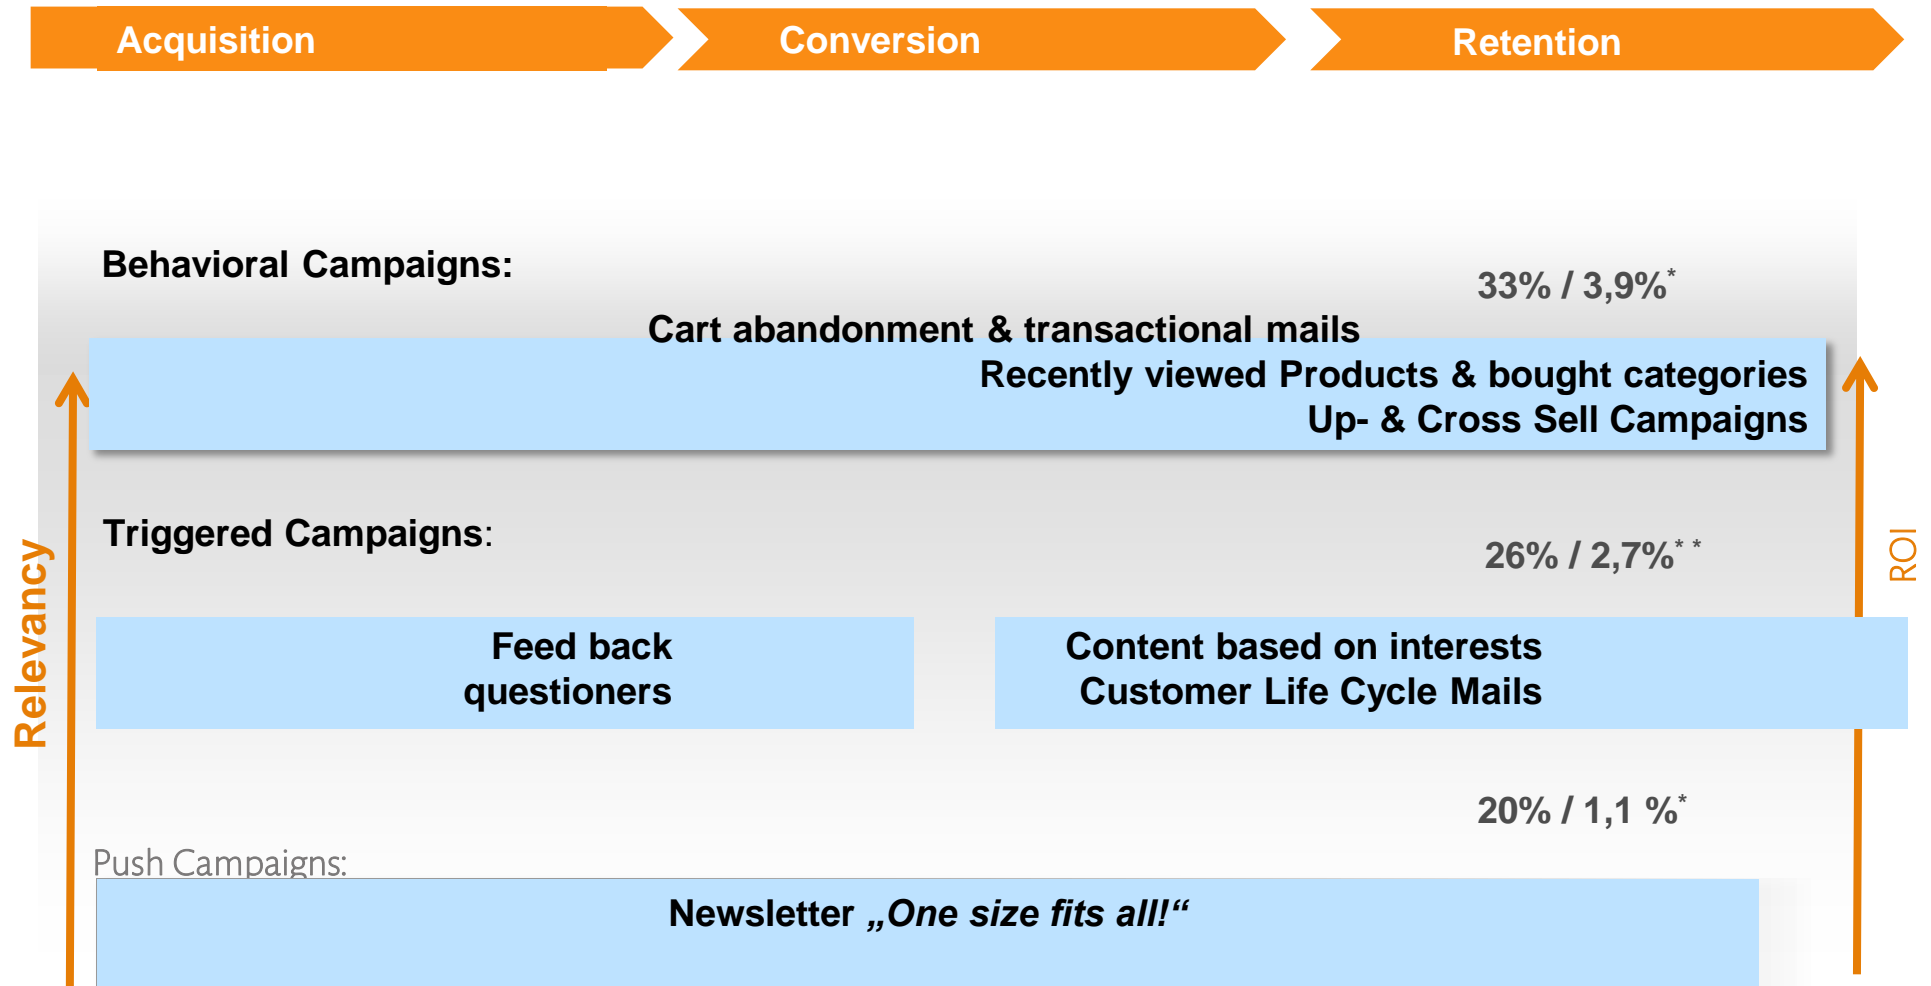 Acquisition
Conversion
Retention
Behavioral Campaigns:
33% / 3,9%*
Cart abandonment & transactional mails
Recently viewed Products & bought categories
Up- & Cross Sell Campaigns
Triggered Campaigns:
26% / 2,7%* *
Relevancy
ROI
Feed back
questioners
Content based on interests
Customer Life Cycle Mails
20% / 1,1 %*
Push Campaigns:
Newsletter „One size fits all!“